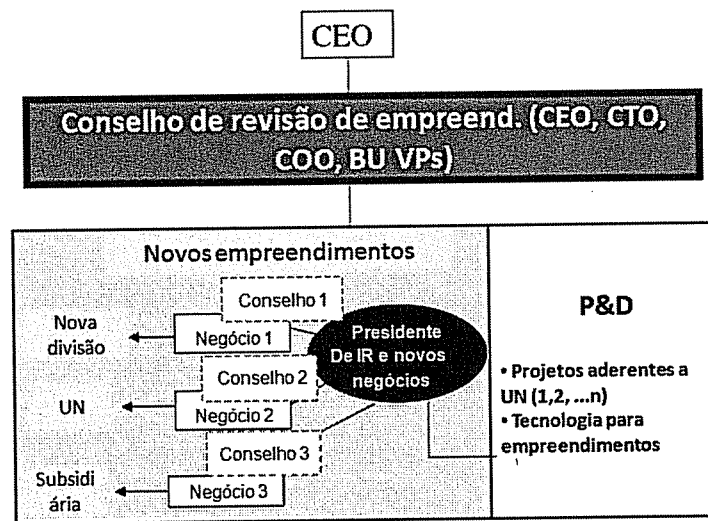 CEO
Conselho de revisão de empreend. (CEO, CTO,
COO, BU VPs)
Novos empreendimentos
Conselho 1
Nova
divisão
Negócio 1
Presidente
De IR e novos
negócios
Conselho 2
UN
Negócio 2
Conselho 3
Subsidi
ária
Negócio 3
P&D
• Projetos aderentes a
UN (1,2, ...n)
• Tecnologia para
empreendimentos